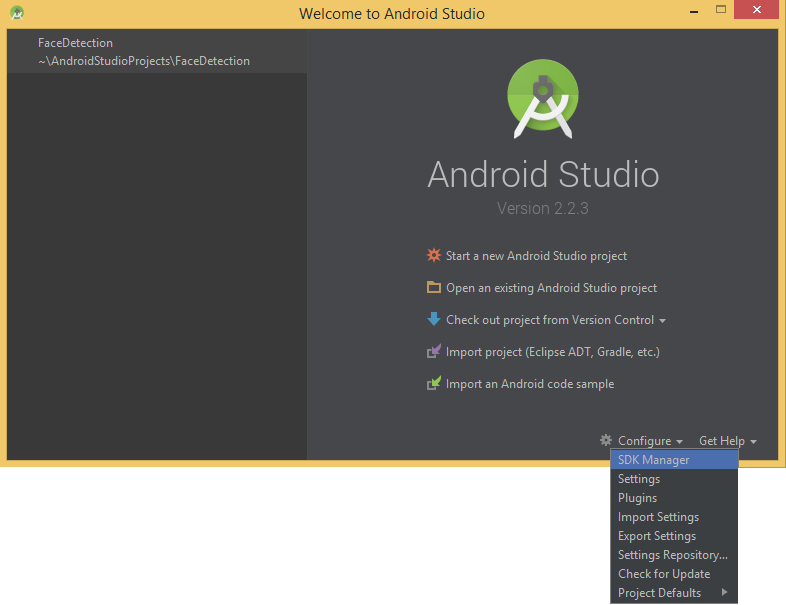 Welcome to Android Studio
FaceDetection
~\AndroidStudioProjects\FaceDetection
Android Studio
Version 2.2.3
Start a new Android Studio project
Open an existing Android Studio project
Check out project from Version Control
Import project (Eclipse ADT, Gradle, etc.)
Import an Android code sample
Configure Get Help
SDK Manager
Settings
Plugins
Import Settings
Export Settings
Settings Repository...
Check for Update
Project Defaults